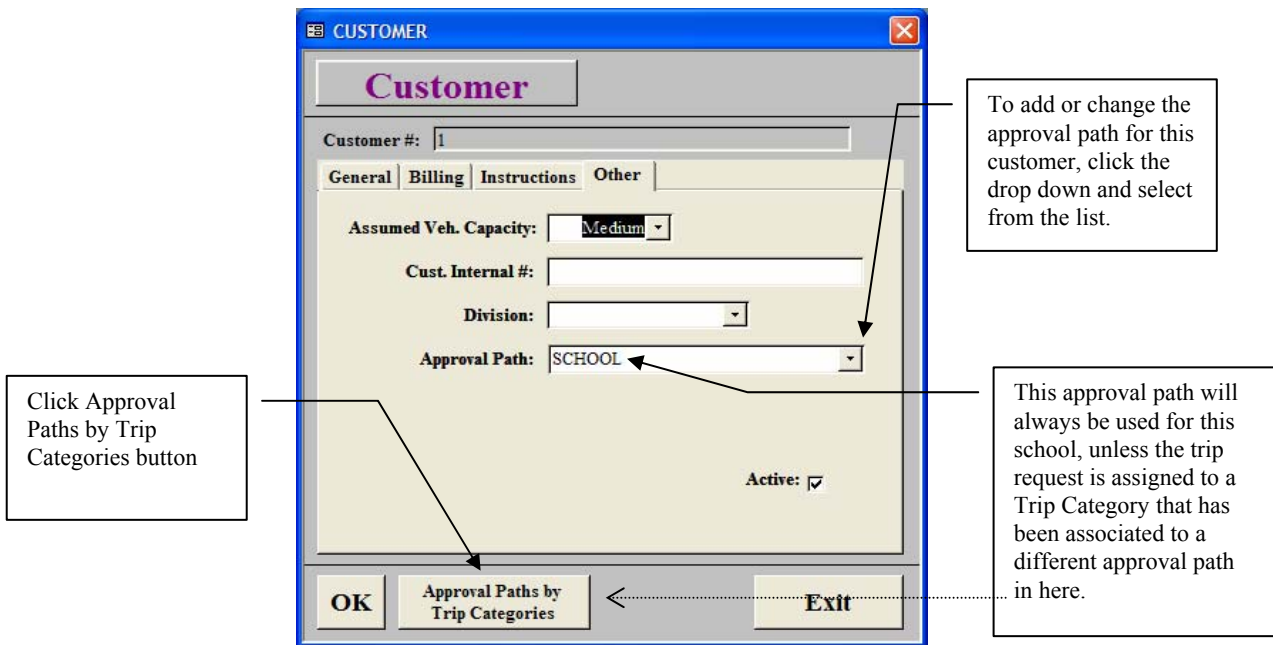 CUSTOMER
Customer
Customer #: 1
General Billing Instructions Other
Assumed Veh. Capacity: Medium
Cust. Internal #:
Division:
Approval Path: SCHOOL
Active:
OK
Approval Paths by
Trip Categories
Exit
To add or change the
approval path for this
customer, click the
drop down and select
from the list.
Click Approval
Paths by Trip
Categories button
This approval path will
always be used for this
school, unless the trip
request is assigned to a
Trip Category that has
been associated to a
different approval path
in here.